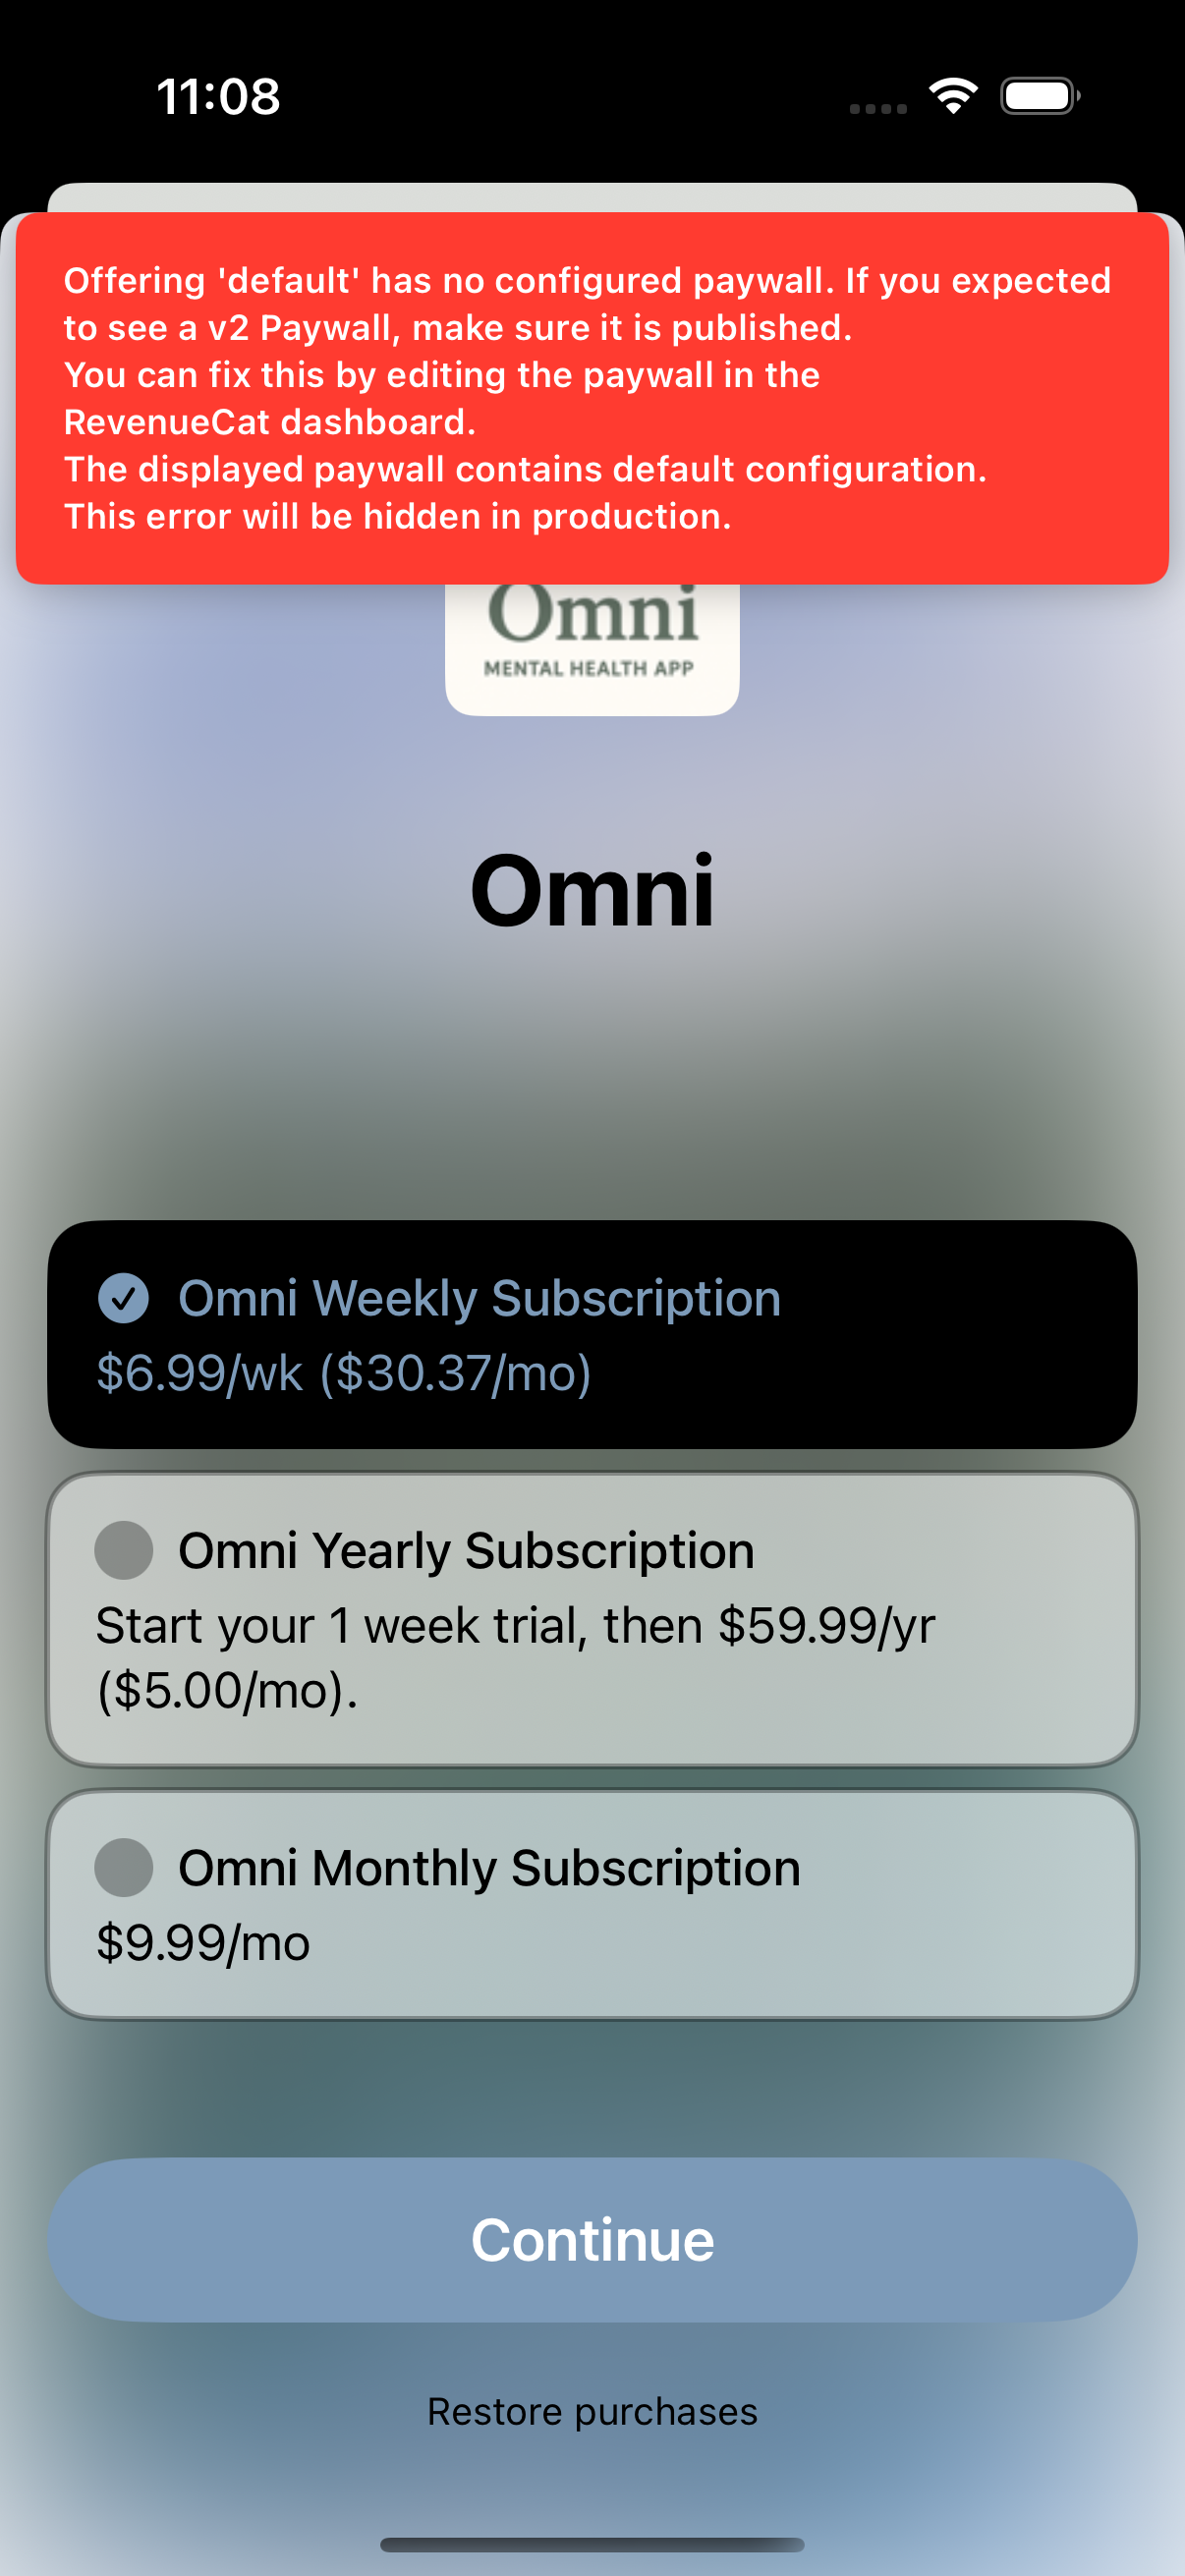 11:08
Offering 'default' has no configured paywall. If you expected
to see a v2 Paywall, make sure it is published.
You can fix this by editing the paywall in the
RevenueCat dashboard.
The displayed paywall contains default configuration.
This error will be hidden in production.
Omni
MENTAL HEALTH APP
Omni
Omni Weekly Subscription
$6.99/wk ($30.37/mo)
Omni Yearly Subscription
Start your 1 week trial, then $59.99/yr
($5.00/mo).
Omni Monthly Subscription
$9.99/mo
Continue
Restore purchases